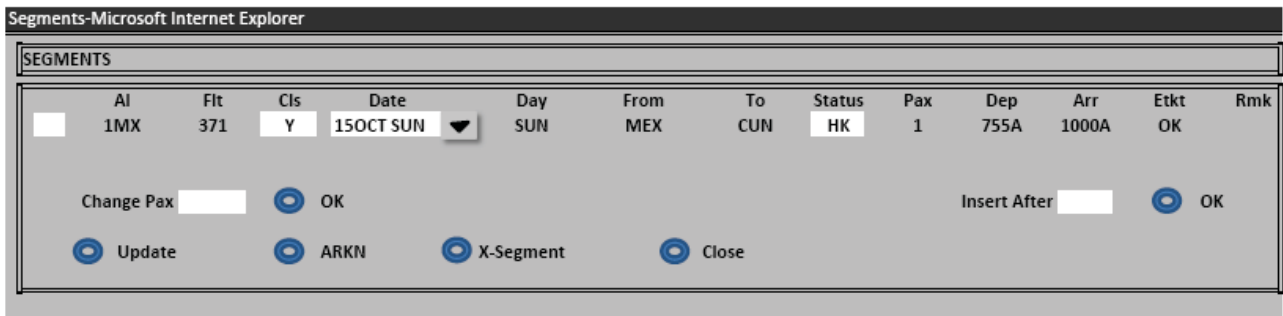 Segments-Microsoft Internet Explorer
SEGMENTS
Al Flt Cls Date Day From To Status Pax Dep Arr Etkt Rmk
1MX 371 Y 15OCT SUN SUN MEX CUN HK 1 755A 1000A OK
Change Pax OK Insert After OK
Update ARKN X-Segment Close